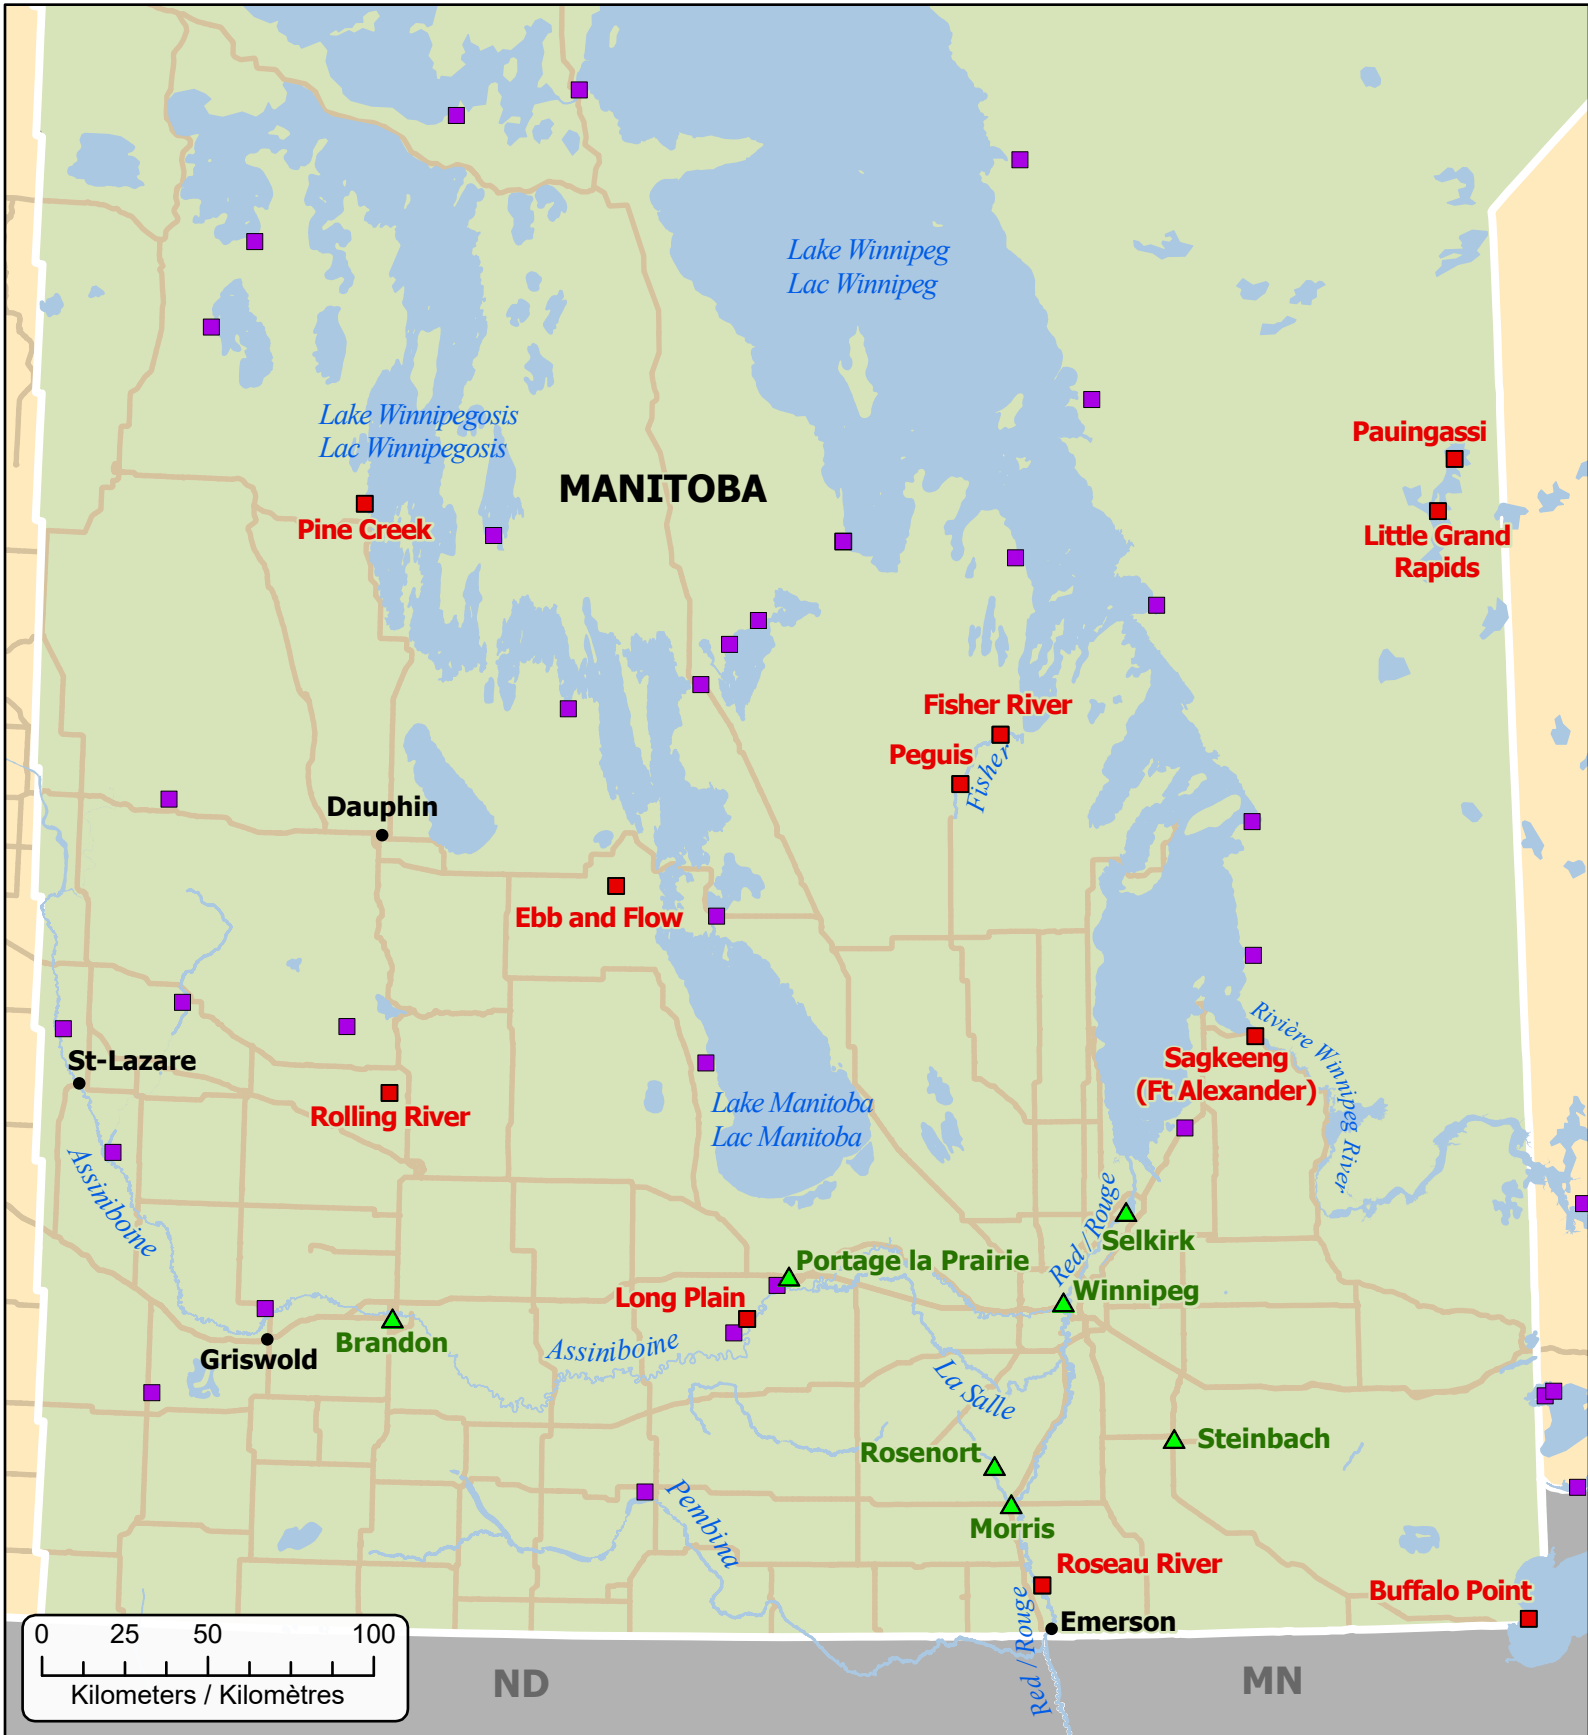 Lake Winnipeg
Lac Winnipeg
Lake Winnipegosis
Lac Winnipegosis
Pauingassi
MANITOBA
Pine Creek
Little Grand
Rapids
Fisher River
Peguis
Fisher
Dauphin
Ebb and Flow
Rivière Winnipeg River
St-Lazare
Sagkeeng
(Ft Alexander)
Rolling River
Lake Manitoba
Lac Manitoba
Assiniboine
Red / Rouge
Selkirk
Portage la Prairie
Winnipeg
Long Plain
Brandon
Assiniboine
Griswold
La Salle
Steinbach
Rosenort
Pembina
Morris
Roseau River
Buffalo Point
Red / Rouge
Emerson
0 25 50 100
Kilometers / Kilomètres
ND
MN